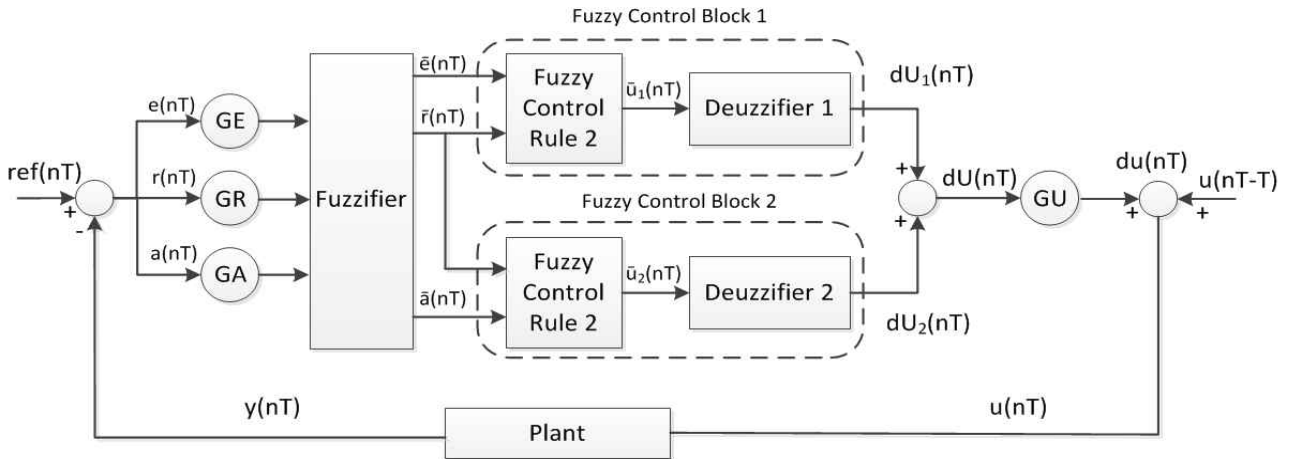 Fuzzy Control Block 1
ref(nT)
+
-
e(nT)
GE
r(nT)
GR
a(nT)
GA
Fuzzifier
ē(nT)
r̄(nT)
ā(nT)
Fuzzy
Control
Rule 2
ū₁(nT)
Deuzzifier 1
dU₁(nT)
Fuzzy Control Block 2
Fuzzy
Control
Rule 2
ū₂(nT)
Deuzzifier 2
dU₂(nT)
+
+
dU(nT)
GU
du(nT)
+
u(nT-T)
+
y(nT)
Plant
u(nT)